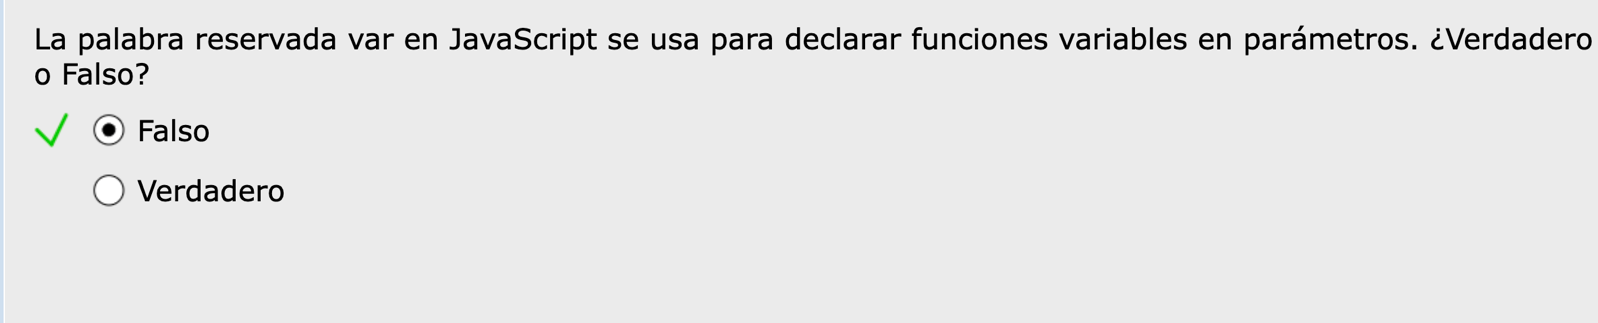 La palabra reservada var en JavaScript se usa para declarar funciones variables en parámetros. ¿Verdadero
o Falso?
Falso
Verdadero